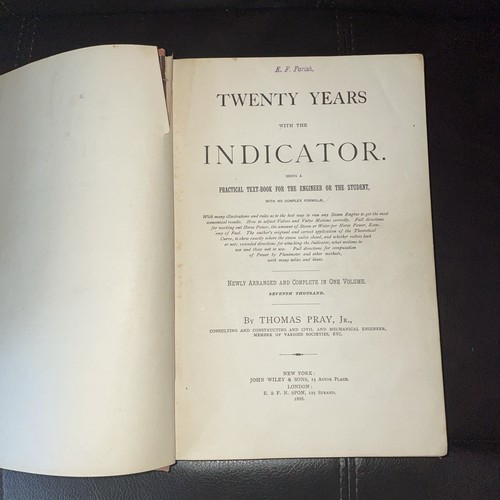 E. F. Parish,
TWENTY YEARS
WITH THE
INDICATOR.
BEING A
PRACTICAL TEXT-BOOK FOR THE ENGINEER OR THE STUDENT,
WITH NO COMPLEX FORMULÆ,
With many illustrations and rules as to the best way to run any Steam Engine to get the most
economical results. How to adjust Valves and Valve Motions correctly. Full directions
for working out Horse Power, the amount of Steam or Water per Horse Power, Econ-
omy of Fuel. The author's original and correct application of the Theoretical
Curve, to show exactly where the steam valve closed, and whether valves leak
or not; extended directions for attaching the Indicator, what motions to
use and those not to use. Full directions for computation
of Power by Planimeter and other methods,
with many tables and hints.
NEWLY ARRANGED AND COMPLETE IN ONE VOLUME.
SEVENTH THOUSAND.
BY THOMAS PRAY, JR.,
CONSULTING AND CONSTRUCTING AND CIVIL AND MECHANICAL ENGINEER,
MEMBER OF VARIOUS SOCIETIES, ETC.
NEW YORK:
JOHN WILEY & SONS, 15 ASTOR PLACE.
LONDON:
E. & F. N. SPON, 125 STRAND.